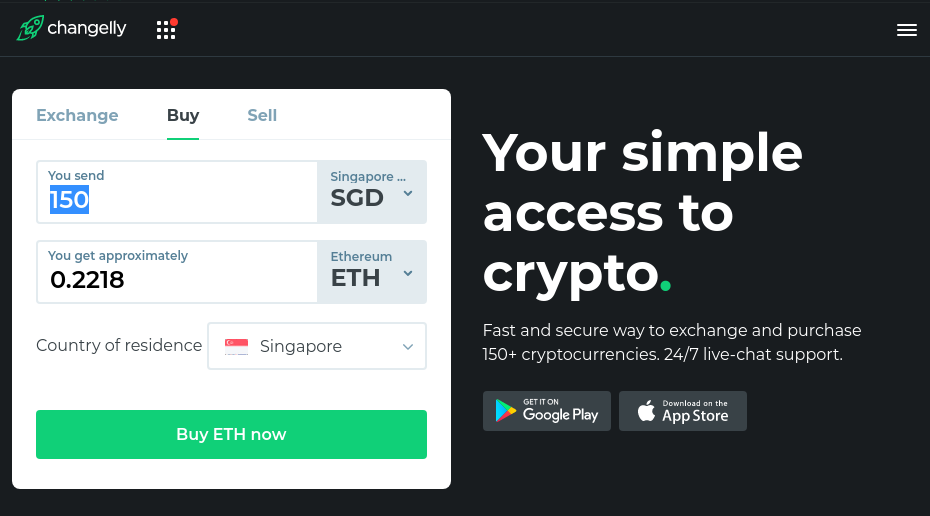 changelly
Exchange Buy Sell
You send
150
Singapore ...
SGD
You get approximately
0.2218
Ethereum
ETH
Country of residence
Singapore
Buy ETH now
Your simple
access to
crypto.
Fast and secure way to exchange and purchase
150+ cryptocurrencies. 24/7 live-chat support.
GET IT ON
Google Play
Download on the
App Store